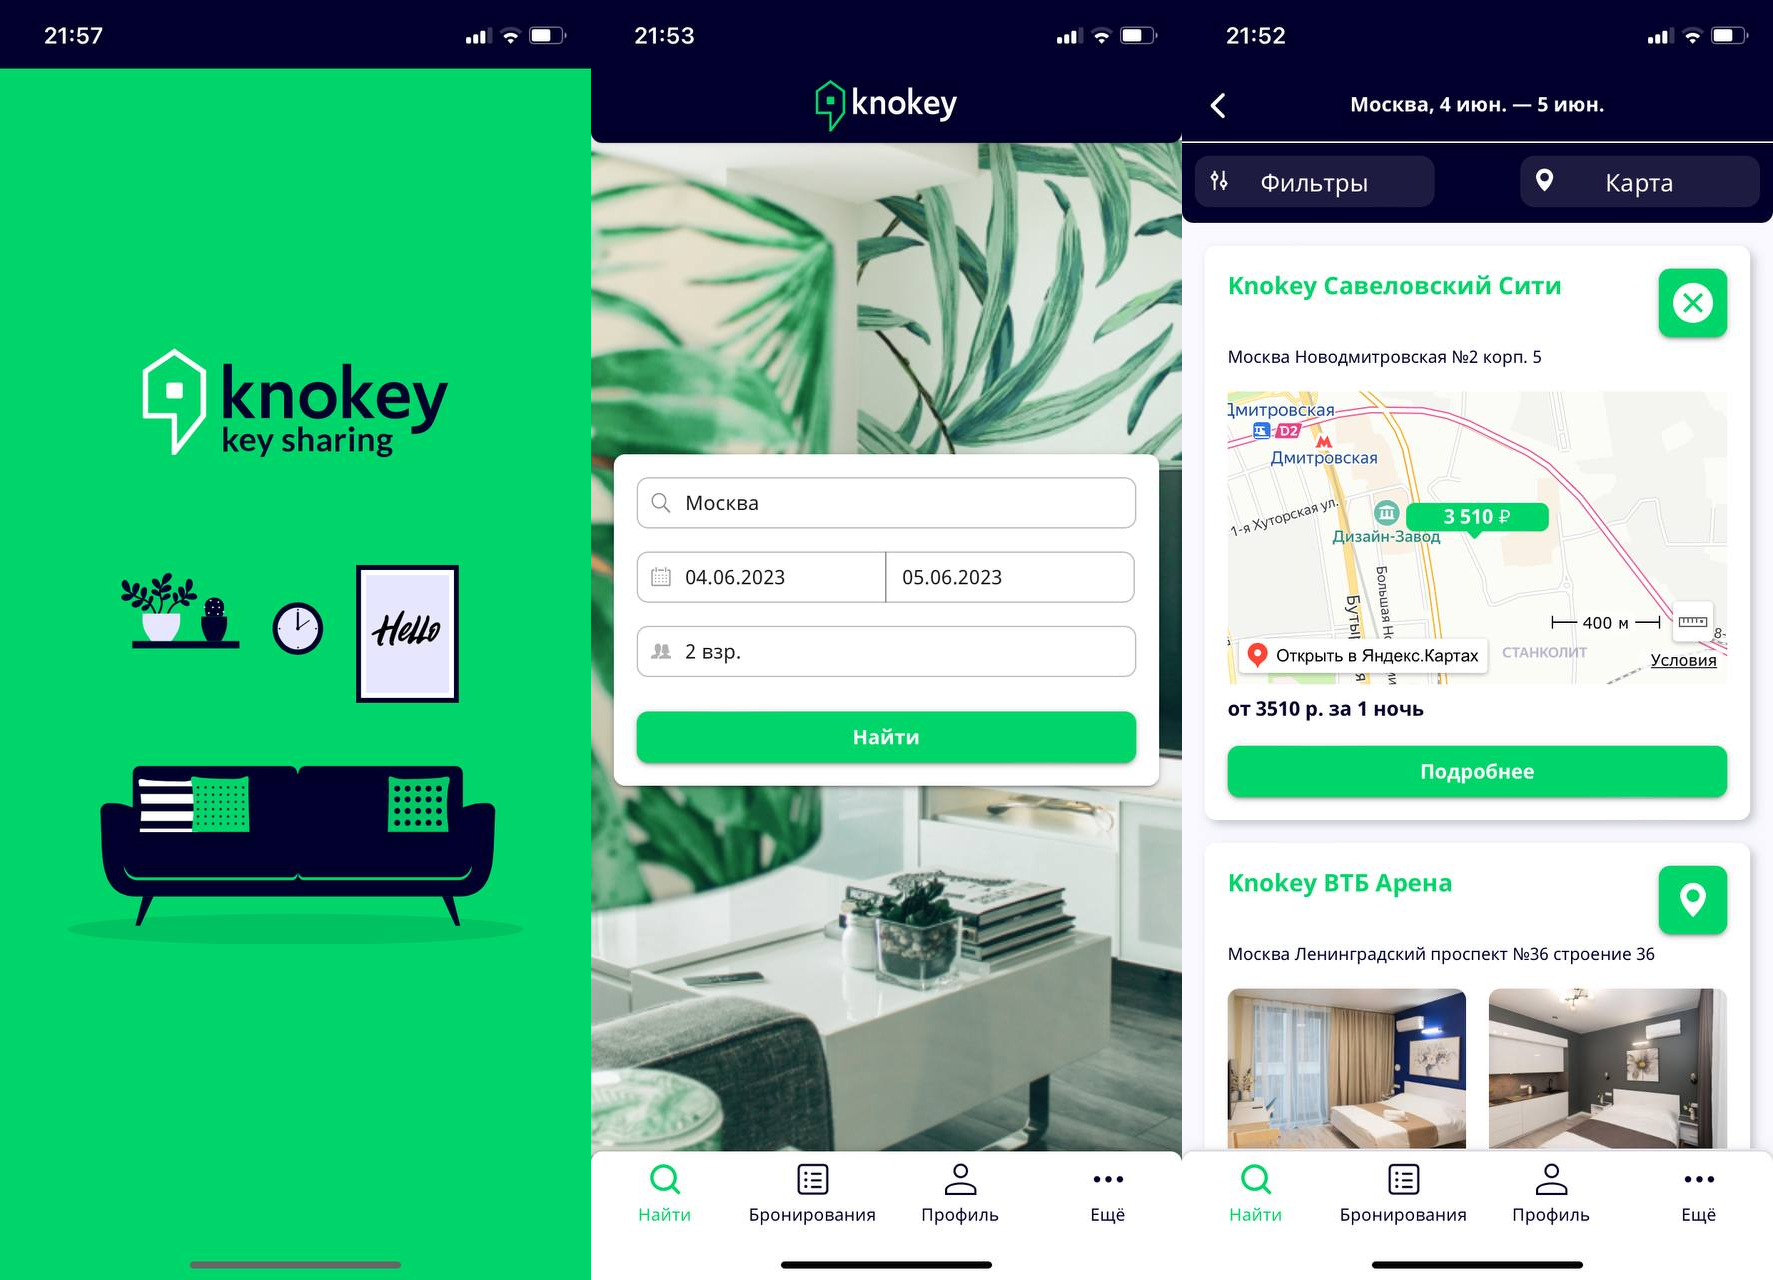 21:57
knokey
key sharing
Hello
21:53
knokey
Москва
04.06.2023
05.06.2023
2 взр.
Найти
Найти
Бронирования
Профиль
Ещё
21:52
Москва, 4 июн. — 5 июн.
Фильтры
Карта
Knokey Савеловский Сити
Москва Новодмитровская №2 корп. 5
Дмитровская
D2
Дмитровская
1-я Хуторская ул.
3 510 ₽
Дизайн-Завод
400 м
СТАНКОЛИТ
Открыть в Яндекс.Картах
Условия
от 3510 р. за 1 ночь
Подробнее
Knokey ВТБ Арена
Москва Ленинградский проспект №36 строение 36
Найти
Бронирования
Профиль
Ещё